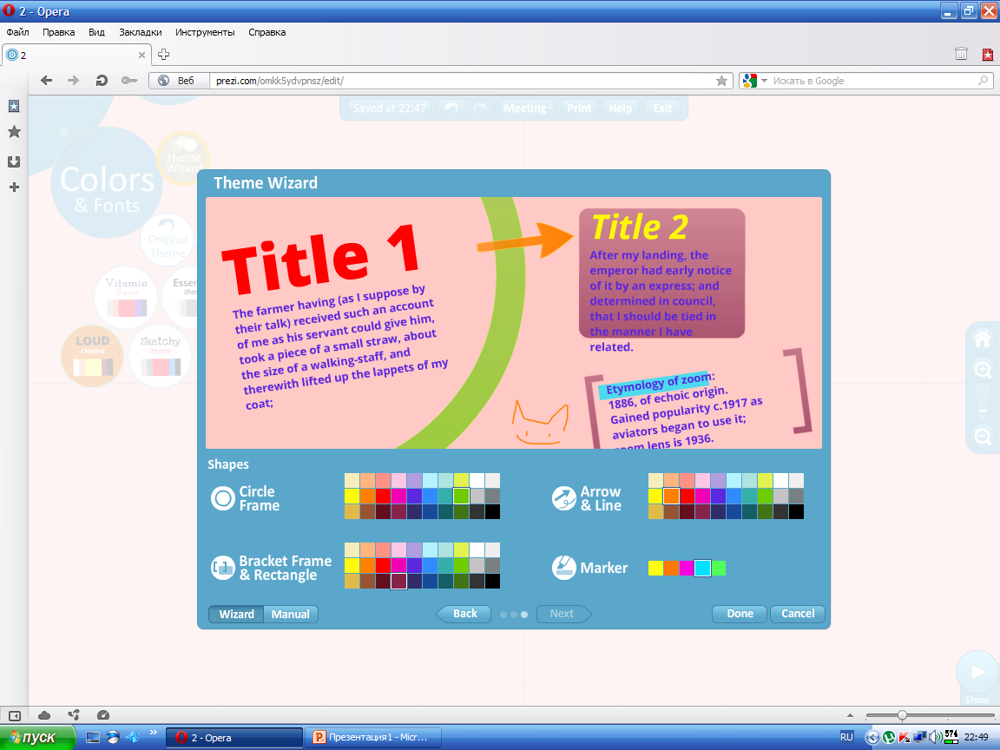 2 - Opera
Файл Правка Вид Закладки Инструменты Справка
2
Веб prezi.com/omkk5ydvpnsz/edit/ Искать в Google
Saved at 22:47 Meeting Print Help Exit
Colors
& Fonts
Theme
Wizard
Original
Theme
Vitamin
theme
LOUD
theme
Sketchy
theme
Theme Wizard
Title 1
The farmer having (as I suppose by
their talk) received such an account
of me as his servant could give him,
took a piece of a small straw, about
the size of a walking-staff, and
therewith lifted up the lappets of my
coat;
Title 2
After my landing, the
emperor had early notice
of it by an express; and
determined in council,
that I should be tied in
the manner I have
related.
Etymology of zoom:
1886, of echoic origin.
Gained popularity c.1917 as
aviators began to use it;
zoom lens is 1936.
Shapes
Circle
Frame
Arrow
& Line
Bracket Frame
& Rectangle
Marker
Wizard Manual Back Next Done Cancel
Show
пуск 2 - Opera Презентация1 - Micr... RU 574 22:49